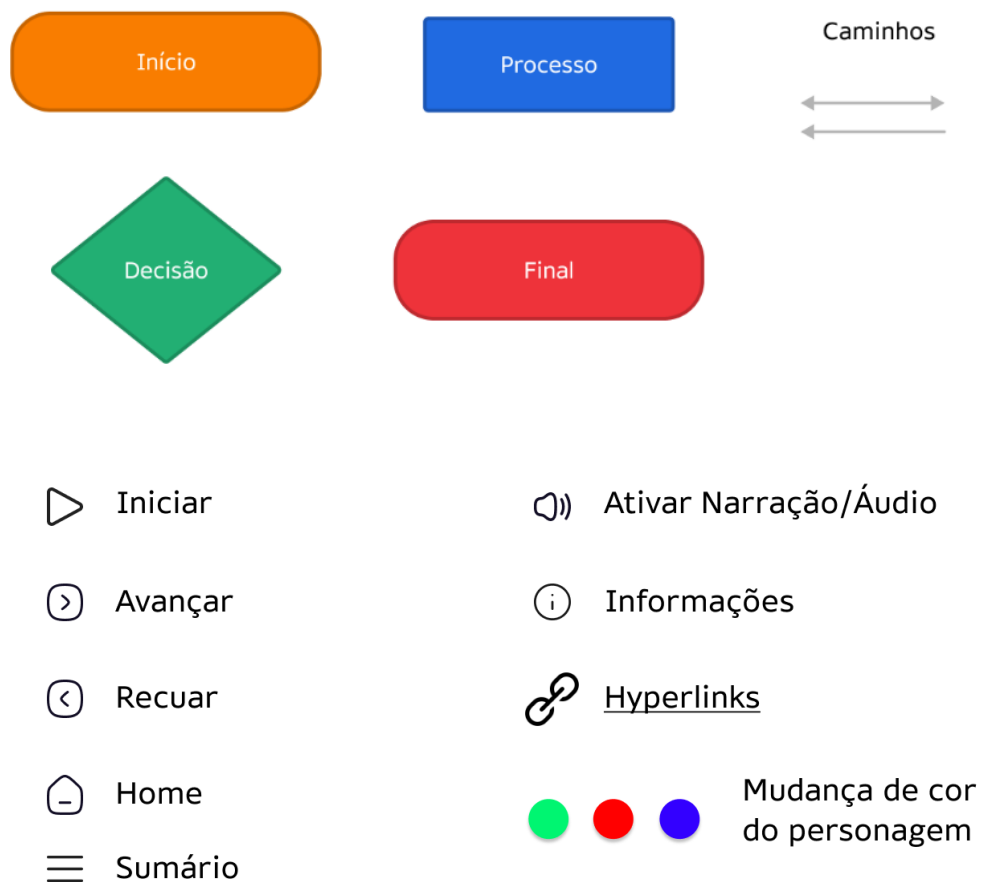 Início
Processo
Caminhos
Decisão
Final
Iniciar
Ativar Narração/Áudio
Avançar
Informações
Recuar
Hyperlinks
Home
Mudança de cor
do personagem
Sumário